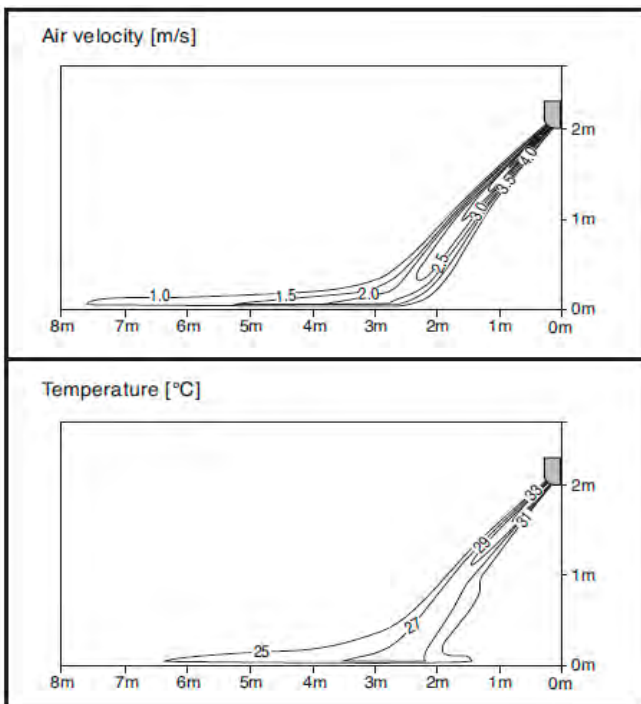 Air velocity [m/s]
2m
4.0
3.5
3.0
1m
2.5
1.0
1.5
2.0
0m
8m 7m 6m 5m 4m 3m 2m 1m 0m
Temperature [°C]
2m
33
31
29
1m
27
25
0m
8m 7m 6m 5m 4m 3m 2m 1m 0m